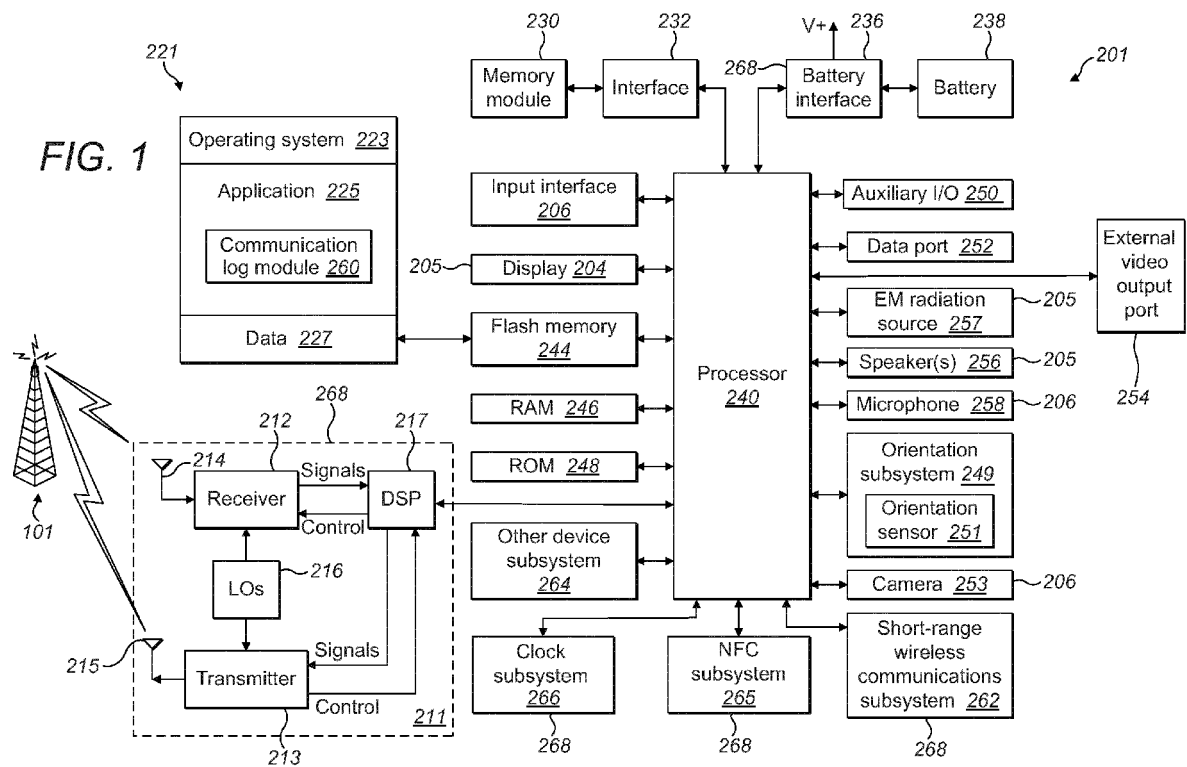 230
232
V+
236
238
221
268
201
Memory
module
Interface
Battery
interface
Battery
FIG. 1
Operating system 223
Application 225
Communication
log module 260
Data 227
Input interface
206
205
Display 204
Flash memory
244
RAM 246
ROM 248
Other device
subsystem
264
Processor
240
Auxiliary I/O 250
Data port 252
EM radiation
source 257
205
Speaker(s) 256
205
Microphone 258
206
Orientation
subsystem 249
Orientation
sensor 251
Camera 253
206
External
video
output
port
254
101
268
212
217
214
Signals
Receiver
DSP
Control
216
LOs
215
Signals
Transmitter
Control
211
213
Clock
subsystem
266
268
NFC
subsystem
265
268
Short-range
wireless
communications
subsystem 262
268